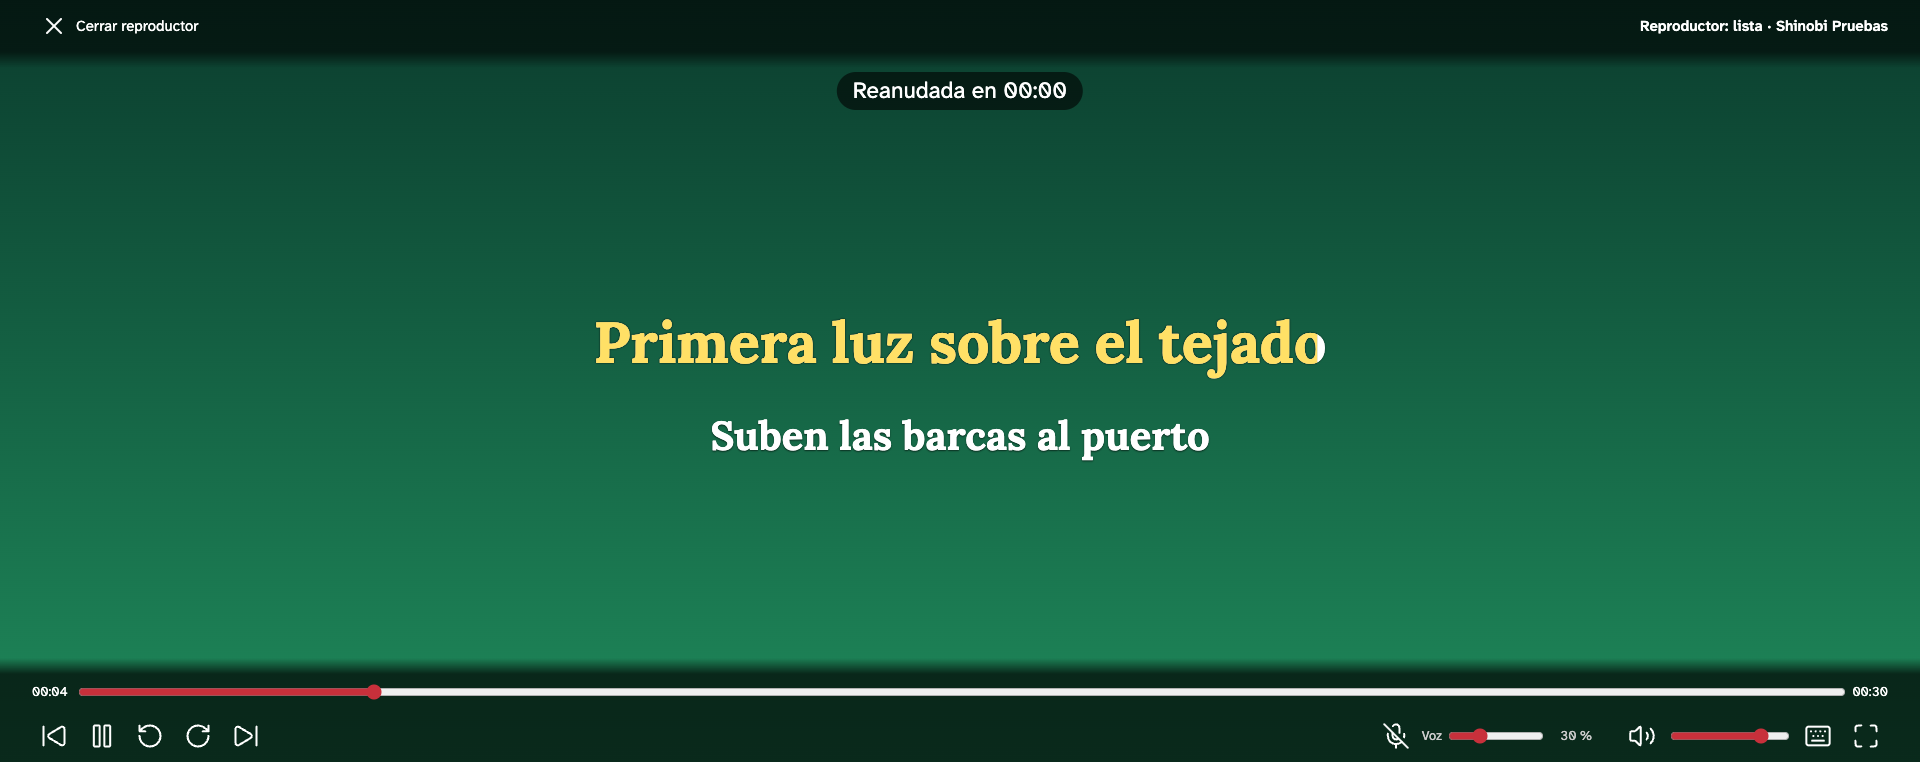 Cerrar reproductor
Reproductor: lista · Shinobi Pruebas
Reanudada en 00:00
Primera luz sobre el tejado
Suben las barcas al puerto
00:04
00:30
Voz
30 %